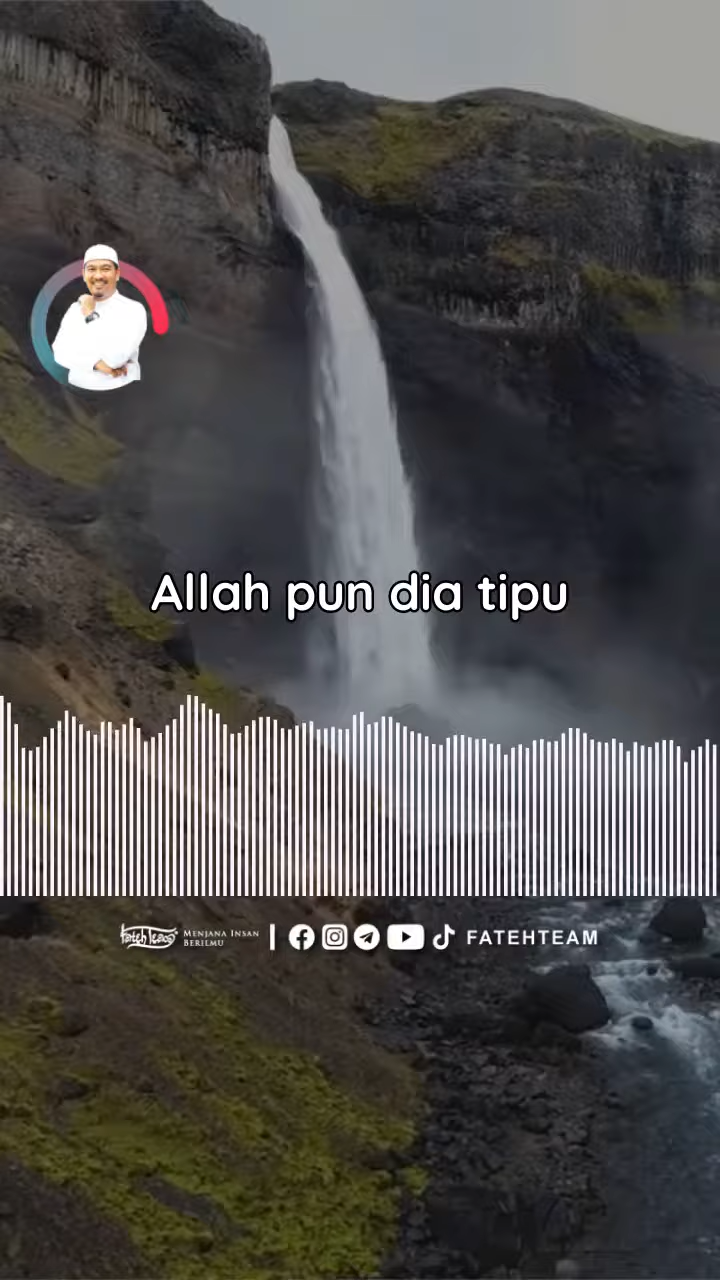 Allah pun dia tipu
Fateh Team
MENJANA INSAN
BERILMU
FATEHTEAM